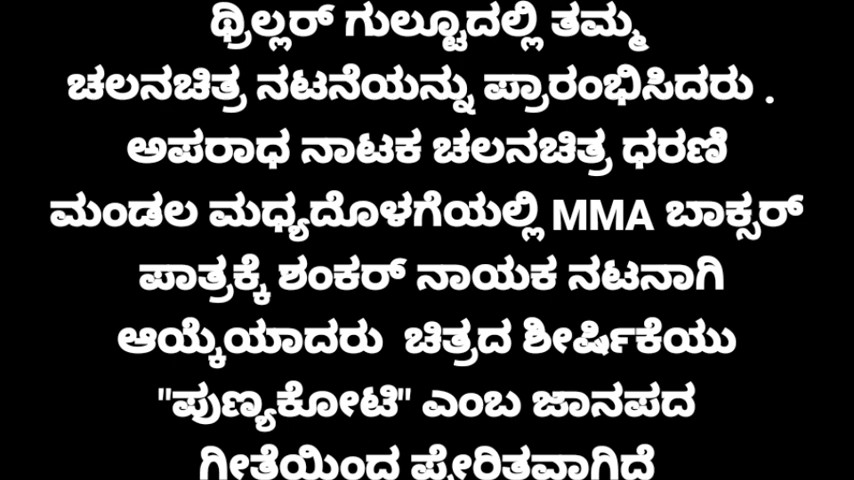 ಥ್ರಿಲ್ಲರ್ ಗುಲ್ಟೂದಲ್ಲಿ ತಮ್ಮ
ಚಲನಚಿತ್ರ ನಟನೆಯನ್ನು ಪ್ರಾರಂಭಿಸಿದರು .
ಅಪರಾಧ ನಾಟಕ ಚಲನಚಿತ್ರ ಧರಣಿ
ಮಂಡಲ ಮಧ್ಯದೊಳಗೆಯಲ್ಲಿ MMA ಬಾಕ್ಸರ್
ಪಾತ್ರಕ್ಕೆ ಶಂಕರ್ ನಾಯಕ ನಟನಾಗಿ
ಆಯ್ಕೆಯಾದರು ಚಿತ್ರದ ಶೀರ್ಷಿಕೆಯು
"ಪುಣ್ಯಕೋಟಿ" ಎಂಬ ಜಾನಪದ
ಗೀತೆಯಿಂದ ಪ್ರೇರಿತವಾಗಿದೆ